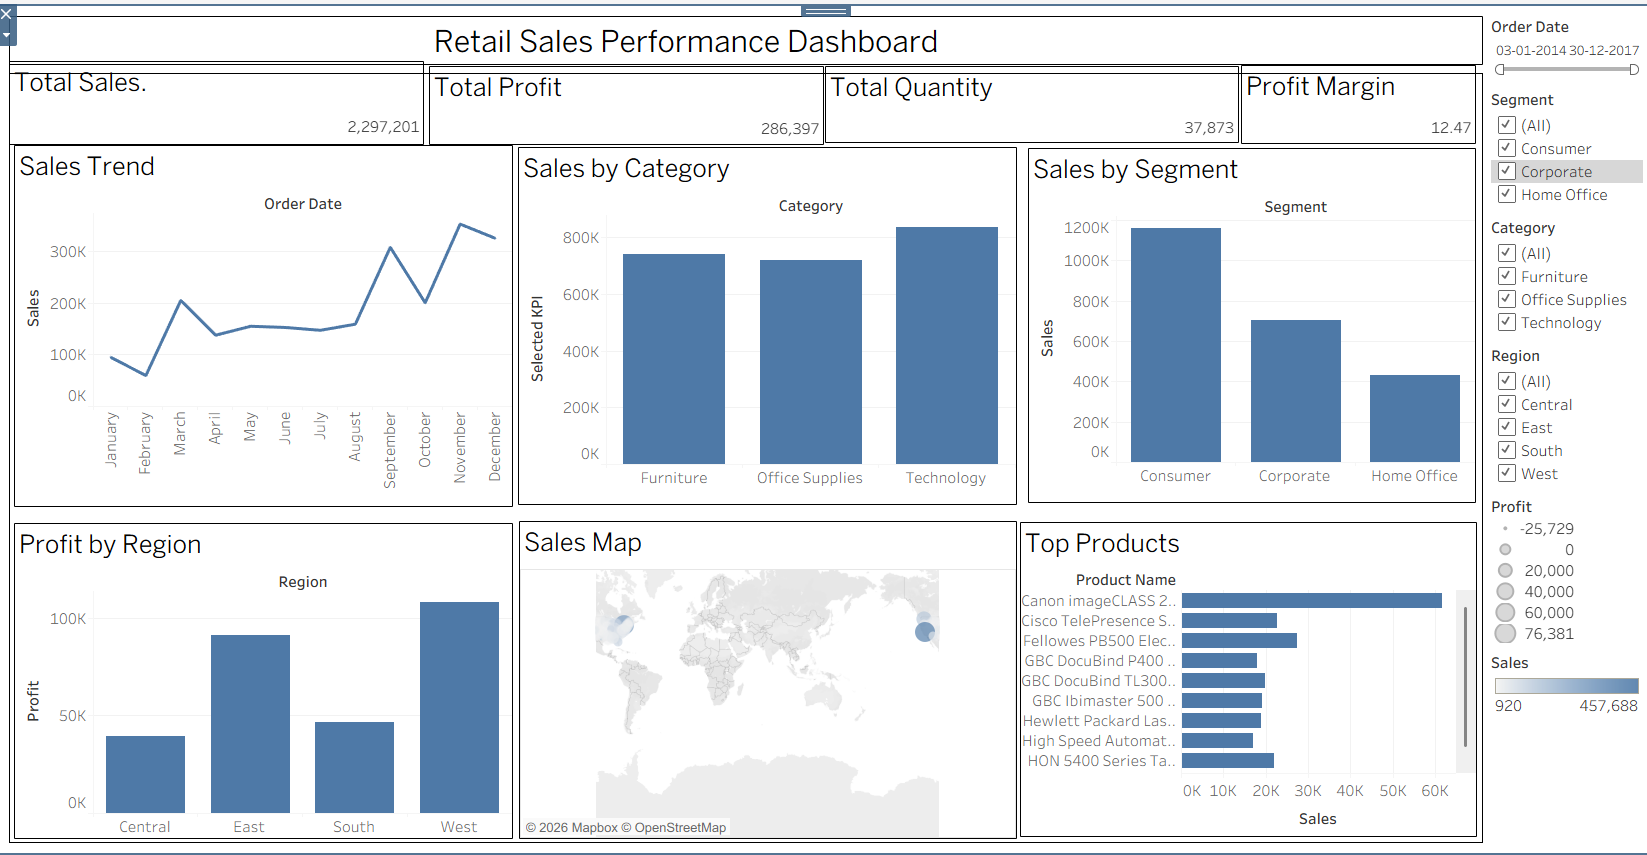 Retail Sales Performance Dashboard
Total Sales.
2,297,201
Total Profit
286,397
Total Quantity
37,873
Profit Margin
12.47
Sales Trend
Order Date
Sales
300K
200K
100K
0K
January
February
March
April
May
June
July
August
September
October
November
December
Sales by Category
Category
Selected KPI
800K
600K
400K
200K
0K
Furniture
Office Supplies
Technology
Sales by Segment
Segment
Sales
1200K
1000K
800K
600K
400K
200K
0K
Consumer
Corporate
Home Office
Profit by Region
Region
Profit
100K
50K
0K
Central
East
South
West
Sales Map
© 2026 Mapbox © OpenStreetMap
Top Products
Product Name
Canon imageCLASS 2..
Cisco TelePresence S..
Fellowes PB500 Elec..
GBC DocuBind P400 ..
GBC DocuBind TL300..
GBC Ibimaster 500 ..
Hewlett Packard Las..
High Speed Automat..
HON 5400 Series Ta..
0K 10K 20K 30K 40K 50K 60K
Sales
Order Date
03-01-2014 30-12-2017
Segment
(All)
Consumer
Corporate
Home Office
Category
(All)
Furniture
Office Supplies
Technology
Region
(All)
Central
East
South
West
Profit
-25,729
0
20,000
40,000
60,000
76,381
Sales
920 457,688